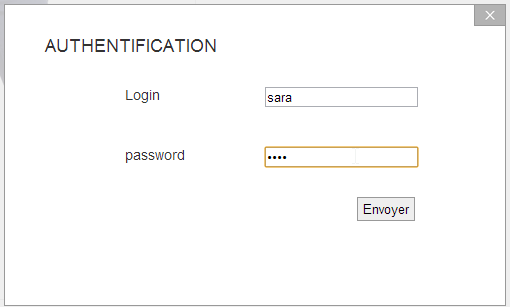 AUTHENTIFICATION
Login sara
password ••••
Envoyer